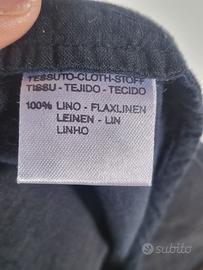 TESSUTO-CLOTH-STOFF
TISSU - TEJIDO - TECIDO
100% LINO - FLAXLINEN
LEINEN - LIN
LINHO
subito